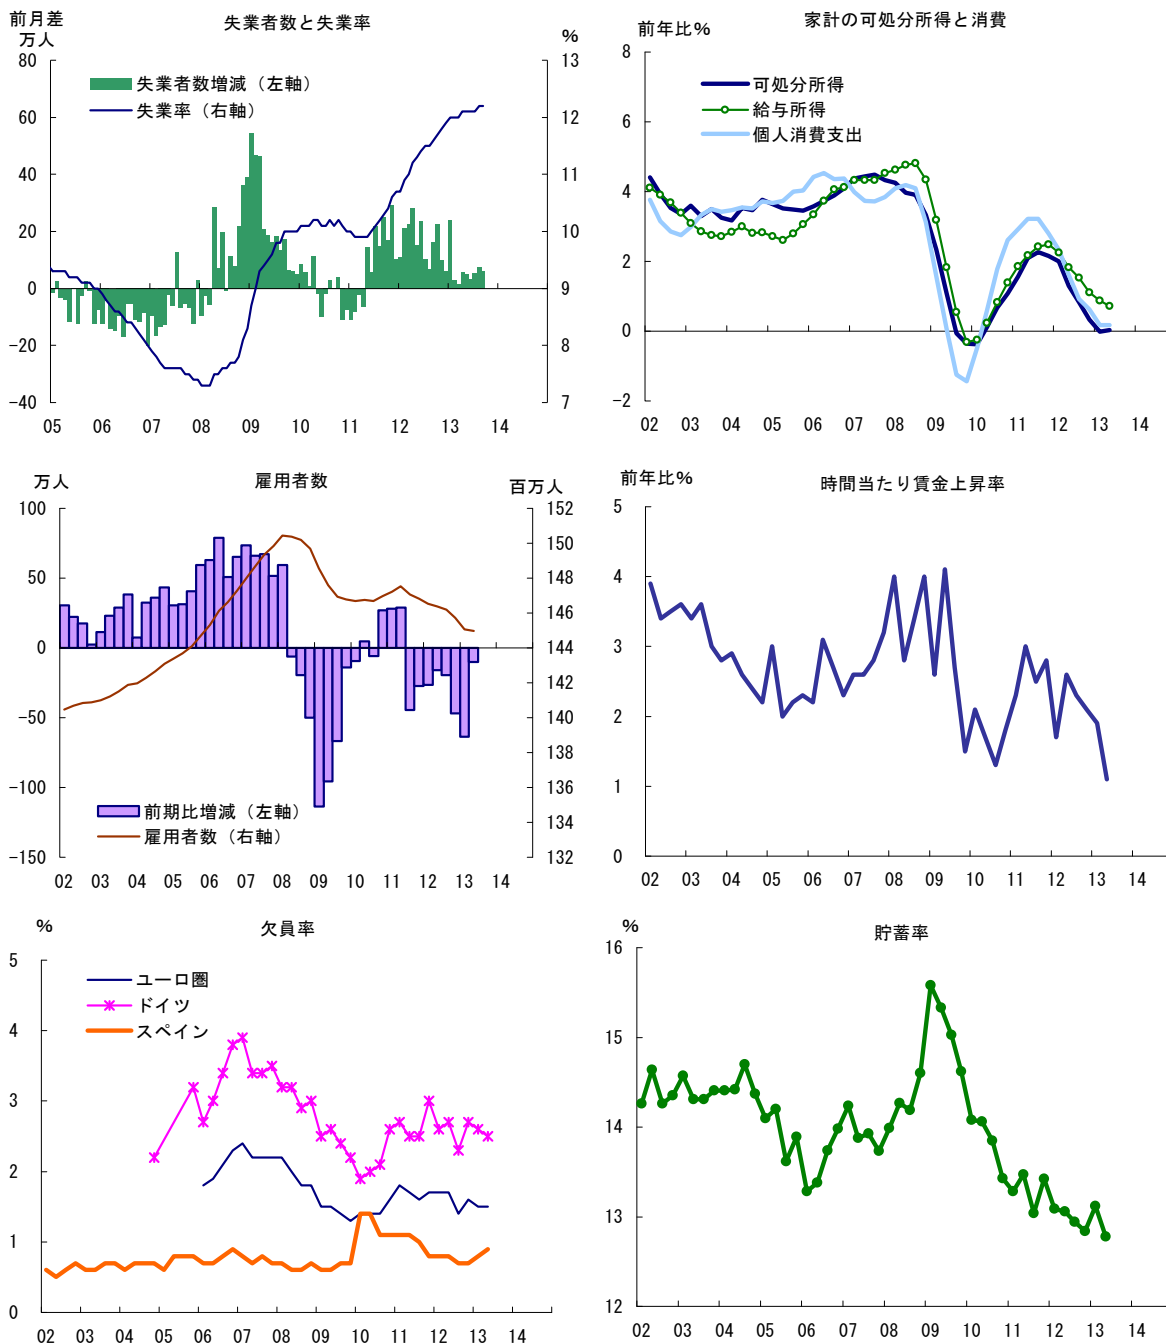 失業者数と失業率
前月差
万人
%
80
60
40
20
0
−20
−40
13
12
11
10
9
8
7
失業者数増減（左軸）
失業率（右軸）
05 06 07 08 09 10 11 12 13 14
家計の可処分所得と消費
前年比%
8
6
4
2
0
−2
可処分所得
給与所得
個人消費支出
02 03 04 05 06 07 08 09 10 11 12 13 14
雇用者数
万人
百万人
100
50
0
−50
−100
−150
152
150
148
146
144
142
140
138
136
134
132
前期比増減（左軸）
雇用者数（右軸）
02 03 04 05 06 07 08 09 10 11 12 13 14
時間当たり賃金上昇率
前年比%
5
4
3
2
1
0
02 03 04 05 06 07 08 09 10 11 12 13 14
欠員率
%
5
4
3
2
1
0
ユーロ圏
ドイツ
スペイン
02 03 04 05 06 07 08 09 10 11 12 13 14
貯蓄率
%
16
15
14
13
12
02 03 04 05 06 07 08 09 10 11 12 13 14